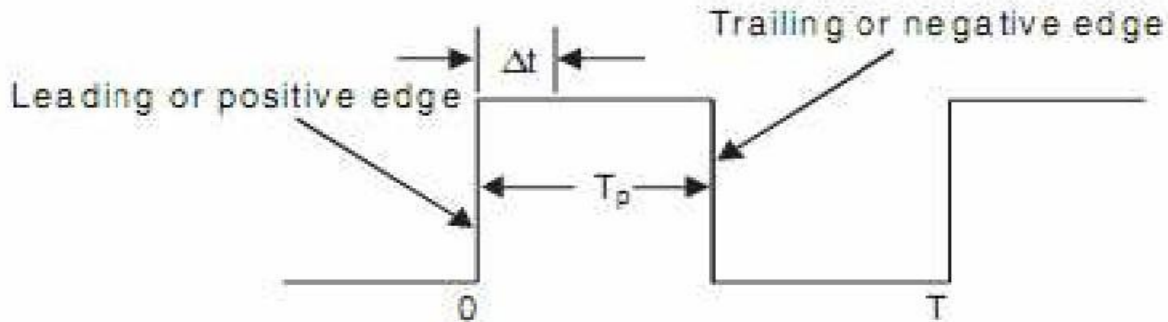 Trailing or negative edge
Δt
Leading or positive edge
Tp
0
T